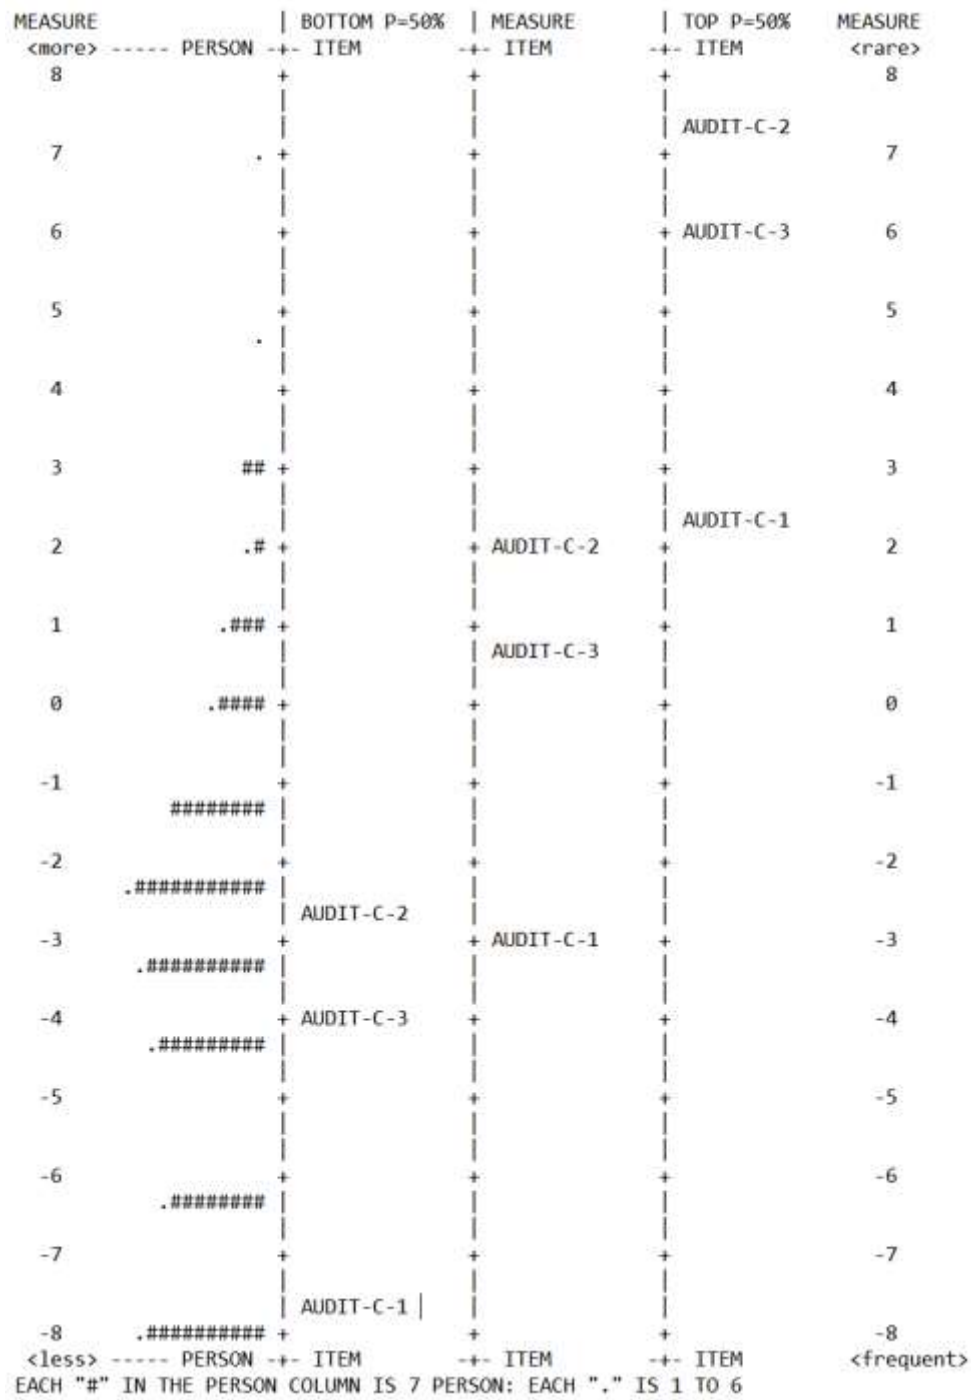 MEASURE | BOTTOM P=50% | MEASURE | TOP P=50% MEASURE
<more> ----- PERSON -+- ITEM -+- ITEM -+- ITEM <rare>
8 + + + 8
| | |
| | | AUDIT-C-2
7 . + + + 7
| | |
| | |
6 + + + AUDIT-C-3 6
| | |
| | |
5 + + + 5
. | | |
| | |
4 + + + 4
| | |
| | |
3 ## + + + 3
| | |
| | | AUDIT-C-1
2 .# + + AUDIT-C-2 + 2
| | |
| | |
1 .### + + + 1
| | AUDIT-C-3 |
| | |
0 .#### + + + 0
| | |
| | |
-1 + + + -1
######## | | |
| | |
-2 + + + -2
.########### | | |
| AUDIT-C-2 | |
-3 + + AUDIT-C-1 + -3
.########## | | |
| | |
-4 + AUDIT-C-3 + + -4
.######### | | |
| | |
-5 + + + -5
| | |
| | |
-6 + + + -6
.######## | | |
| | |
-7 + + + -7
| | |
| AUDIT-C-1 | | |
-8 .########## + + + -8
<less> ----- PERSON -+- ITEM -+- ITEM -+- ITEM <frequent>
EACH "#" IN THE PERSON COLUMN IS 7 PERSON: EACH "." IS 1 TO 6